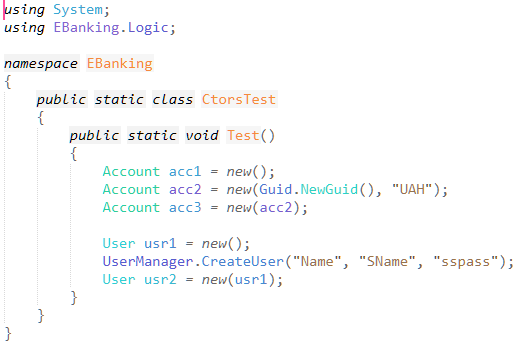 using System;
using EBanking.Logic;

namespace EBanking
{
    public static class CtorsTest
    {
        public static void Test()
        {
            Account acc1 = new();
            Account acc2 = new(Guid.NewGuid(), "UAH");
            Account acc3 = new(acc2);

            User usr1 = new();
            UserManager.CreateUser("Name", "SName", "sspass");
            User usr2 = new(usr1);
        }
    }
}